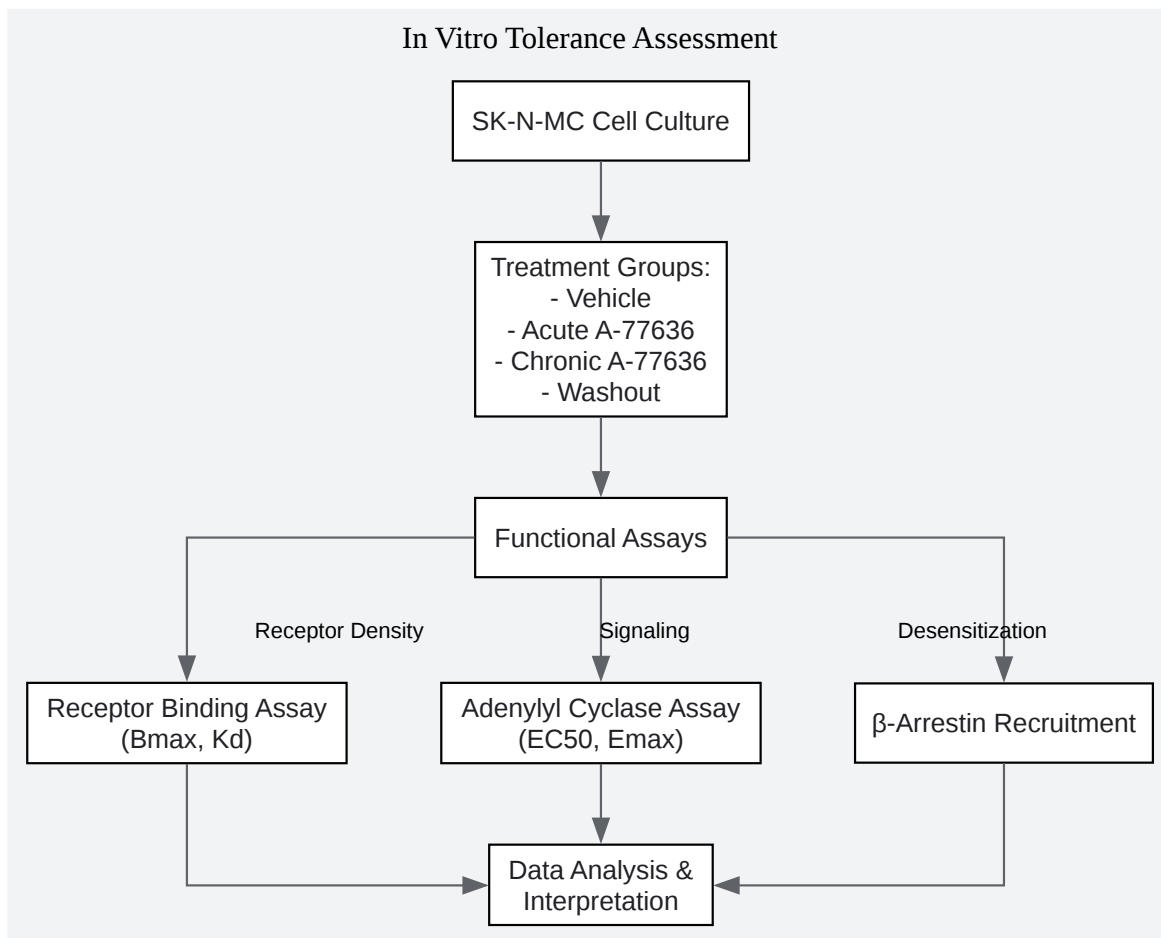 In Vitro Tolerance Assessment
SK-N-MC Cell Culture
Treatment Groups:
- Vehicle
- Acute A-77636
- Chronic A-77636
- Washout
Functional Assays
Receptor Density
Signaling
Desensitization
Receptor Binding Assay
(Bmax, Kd)
Adenylyl Cyclase Assay
(EC50, Emax)
β-Arrestin Recruitment
Data Analysis &
Interpretation